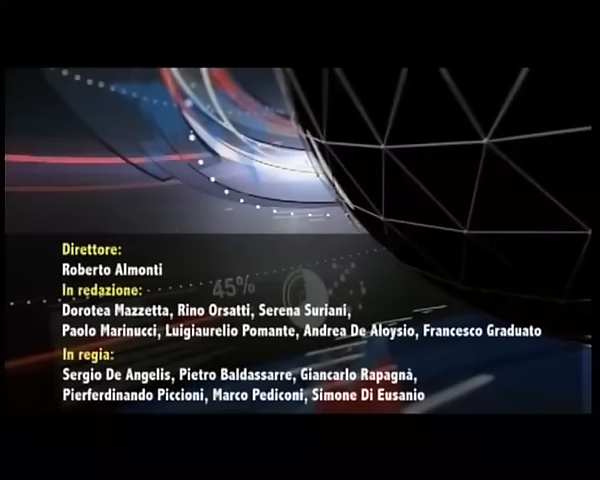 Direttore:
Roberto Almonti
45%
In redazione:
Dorotea Mazzetta, Rino Orsatti, Serena Suriani,
Paolo Marinucci, Luigiaurelio Pomante, Andrea De Aloysio, Francesco Graduato
In regia:
Sergio De Angelis, Pietro Baldassarre, Giancarlo Rapagnà,
Pierferdinando Piccioni, Marco Pediconi, Simone Di Eusanio